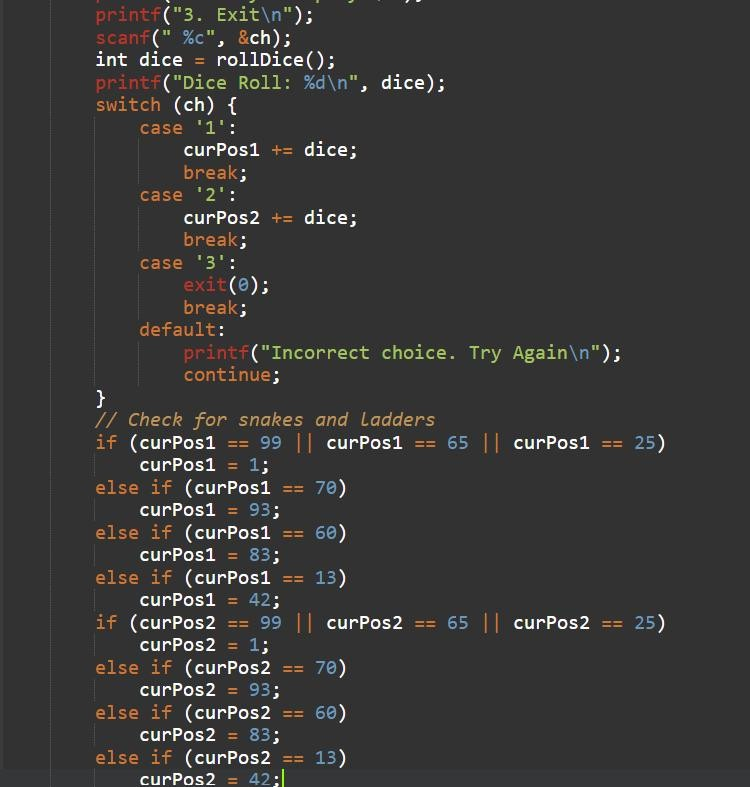 printf("3. Exit\n");
scanf(" %c", &ch);
int dice = rollDice();
printf("Dice Roll: %d\n", dice);
switch (ch) {
case '1':
curPos1 += dice;
break;
case '2':
curPos2 += dice;
break;
case '3':
exit(0);
break;
default:
printf("Incorrect choice. Try Again\n");
continue;
}
// Check for snakes and ladders
if (curPos1 == 99 || curPos1 == 65 || curPos1 == 25)
curPos1 = 1;
else if (curPos1 == 70)
curPos1 = 93;
else if (curPos1 == 60)
curPos1 = 83;
else if (curPos1 == 13)
curPos1 = 42;
if (curPos2 == 99 || curPos2 == 65 || curPos2 == 25)
curPos2 = 1;
else if (curPos2 == 70)
curPos2 = 93;
else if (curPos2 == 60)
curPos2 = 83;
else if (curPos2 == 13)
curPos2 = 42;